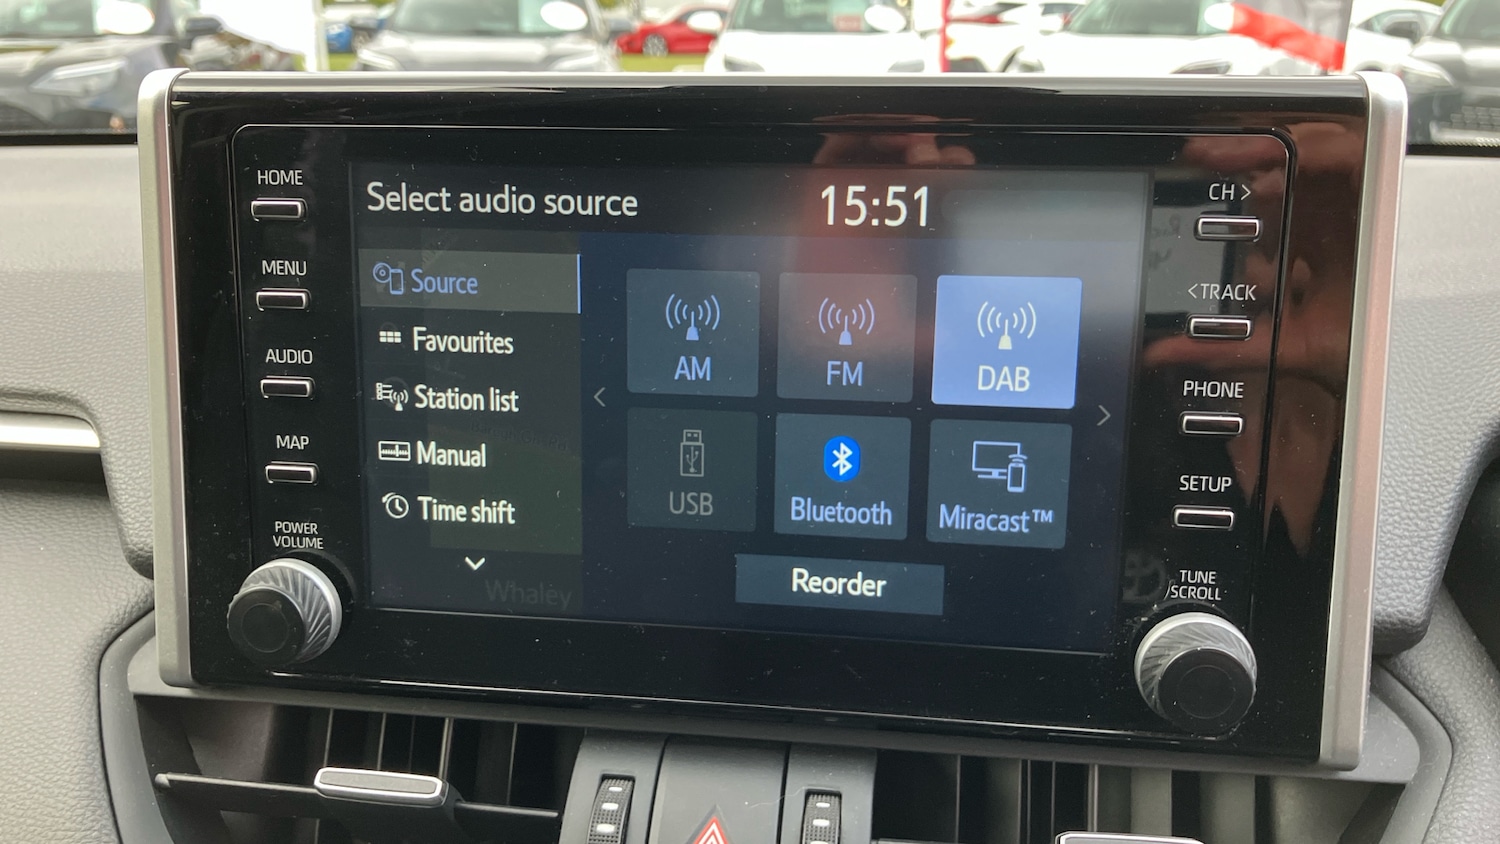 HOME
MENU
AUDIO
MAP
POWER
VOLUME
Select audio source
15:51
Source
Favourites
Station list
Manual
Time shift
Whaley
AM
FM
DAB
USB
Bluetooth
Miracast™
Reorder
CH >
<TRACK
PHONE
SETUP
TUNE
/SCROLL